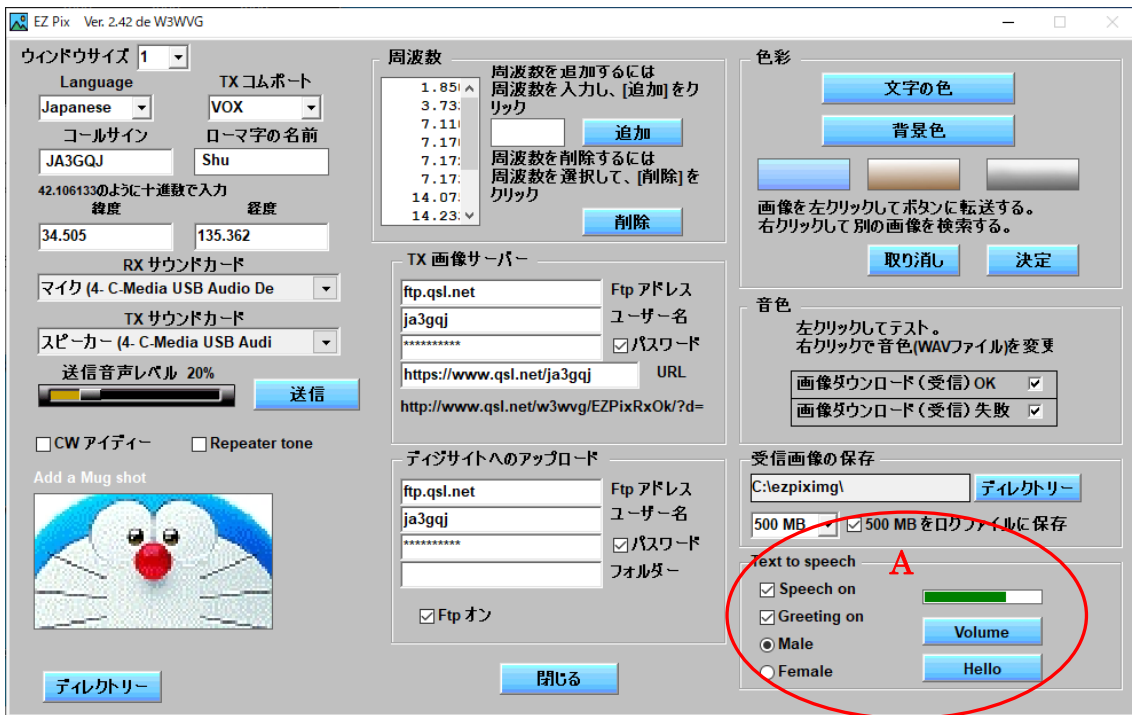 EZ Pix Ver. 2.42 de W3WVG
ウィンドウサイズ 1
Language
TX コムポート
Japanese
VOX
コールサイン
ローマ字の名前
JA3GQJ
Shu
42.106133のように十進数で入力
緯度
経度
34.505
135.362
RX サウンドカード
マイク (4- C-Media USB Audio De
TX サウンドカード
スピーカー (4- C-Media USB Audi
送信音声レベル 20%
送信
CW アイディー
Repeater tone
Add a Mug shot
ディレクトリー
周波数
1.850
3.73
7.11
7.17
7.17
7.17
14.07
14.23
周波数を追加するには
周波数を入力し、[追加]をク
リック
追加
周波数を削除するには
周波数を選択して、[削除]を
クリック
削除
TX 画像サーバー
ftp.qsl.net
Ftp アドレス
ja3gqj
ユーザー名
**********
パスワード
https://www.qsl.net/ja3gqj
URL
http://www.qsl.net/w3wvg/EZPixRxOk/?d=
ディジサイトへのアップロード
ftp.qsl.net
Ftp アドレス
ja3gqj
ユーザー名
**********
パスワード
フォルダー
Ftp オン
閉じる
色彩
文字の色
背景色
画像を左クリックしてボタンに転送する。
右クリックして別の画像を検索する。
取り消し
決定
音色
左クリックしてテスト。
右クリックで音色(WAVファイル)を変更
画像ダウンロード(受信)OK
画像ダウンロード(受信)失敗
受信画像の保存
C:\ezpiximg\
ディレクトリー
500 MB
500 MB をログファイルに保存
A
Text to speech
Speech on
Greeting on
Volume
Male
Female
Hello